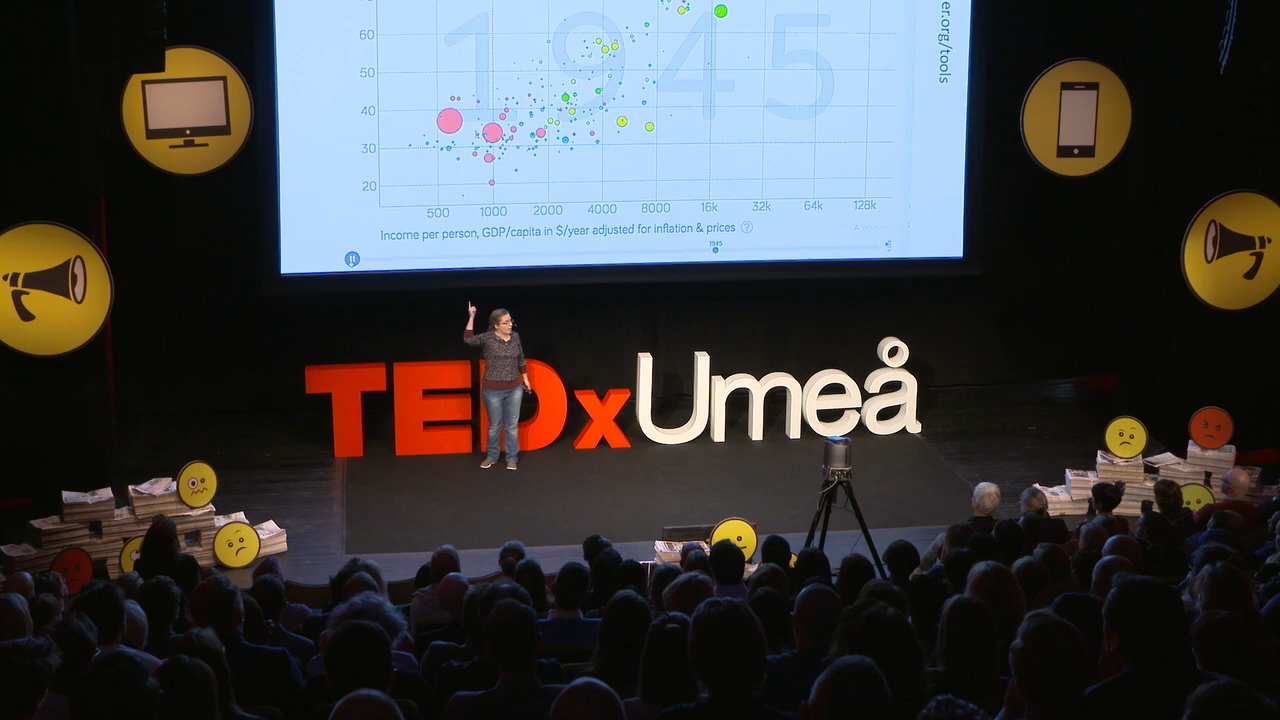 60
50
1945
40
30
20
500 1000 2000 4000 8000 16k 32k 64k 128k
Income per person, GDP/capita in $/year adjusted for inflation & prices ?
1945
er.org/tools
TEDxUmeå